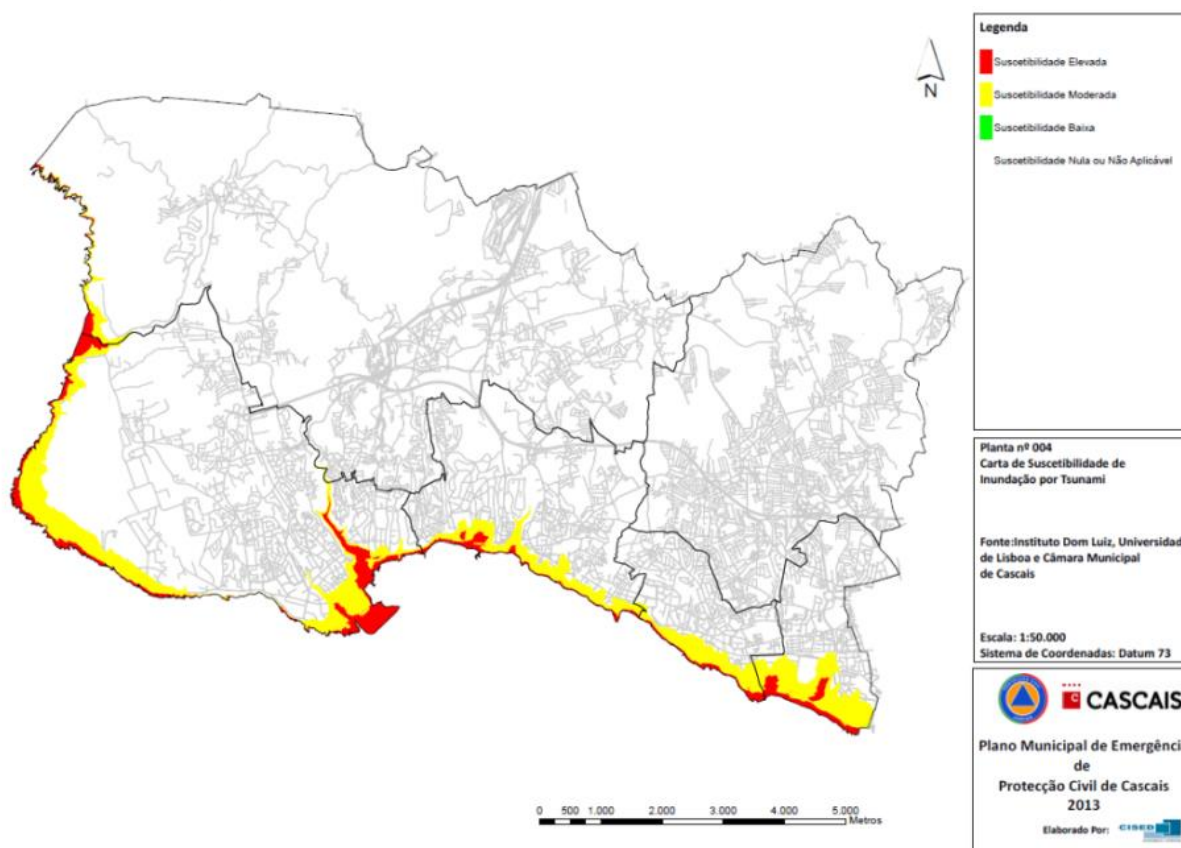 Legenda
Suscetibilidade Elevada
Suscetibilidade Moderada
Suscetibilidade Baixa
Suscetibilidade Nula ou Não Aplicável
N
Planta nº 004
Carta de Suscetibilidade de
Inundação por Tsunami
Fonte:Instituto Dom Luiz, Universidad
de Lisboa e Câmara Municipal
de Cascais
Escala: 1:50.000
Sistema de Coordenadas: Datum 73
CASCAIS
Plano Municipal de Emergênci
de
Protecção Civil de Cascais
2013
Elaborado Por: CISED
0 500 1.000 2.000 3.000 4.000 5.000
Metros